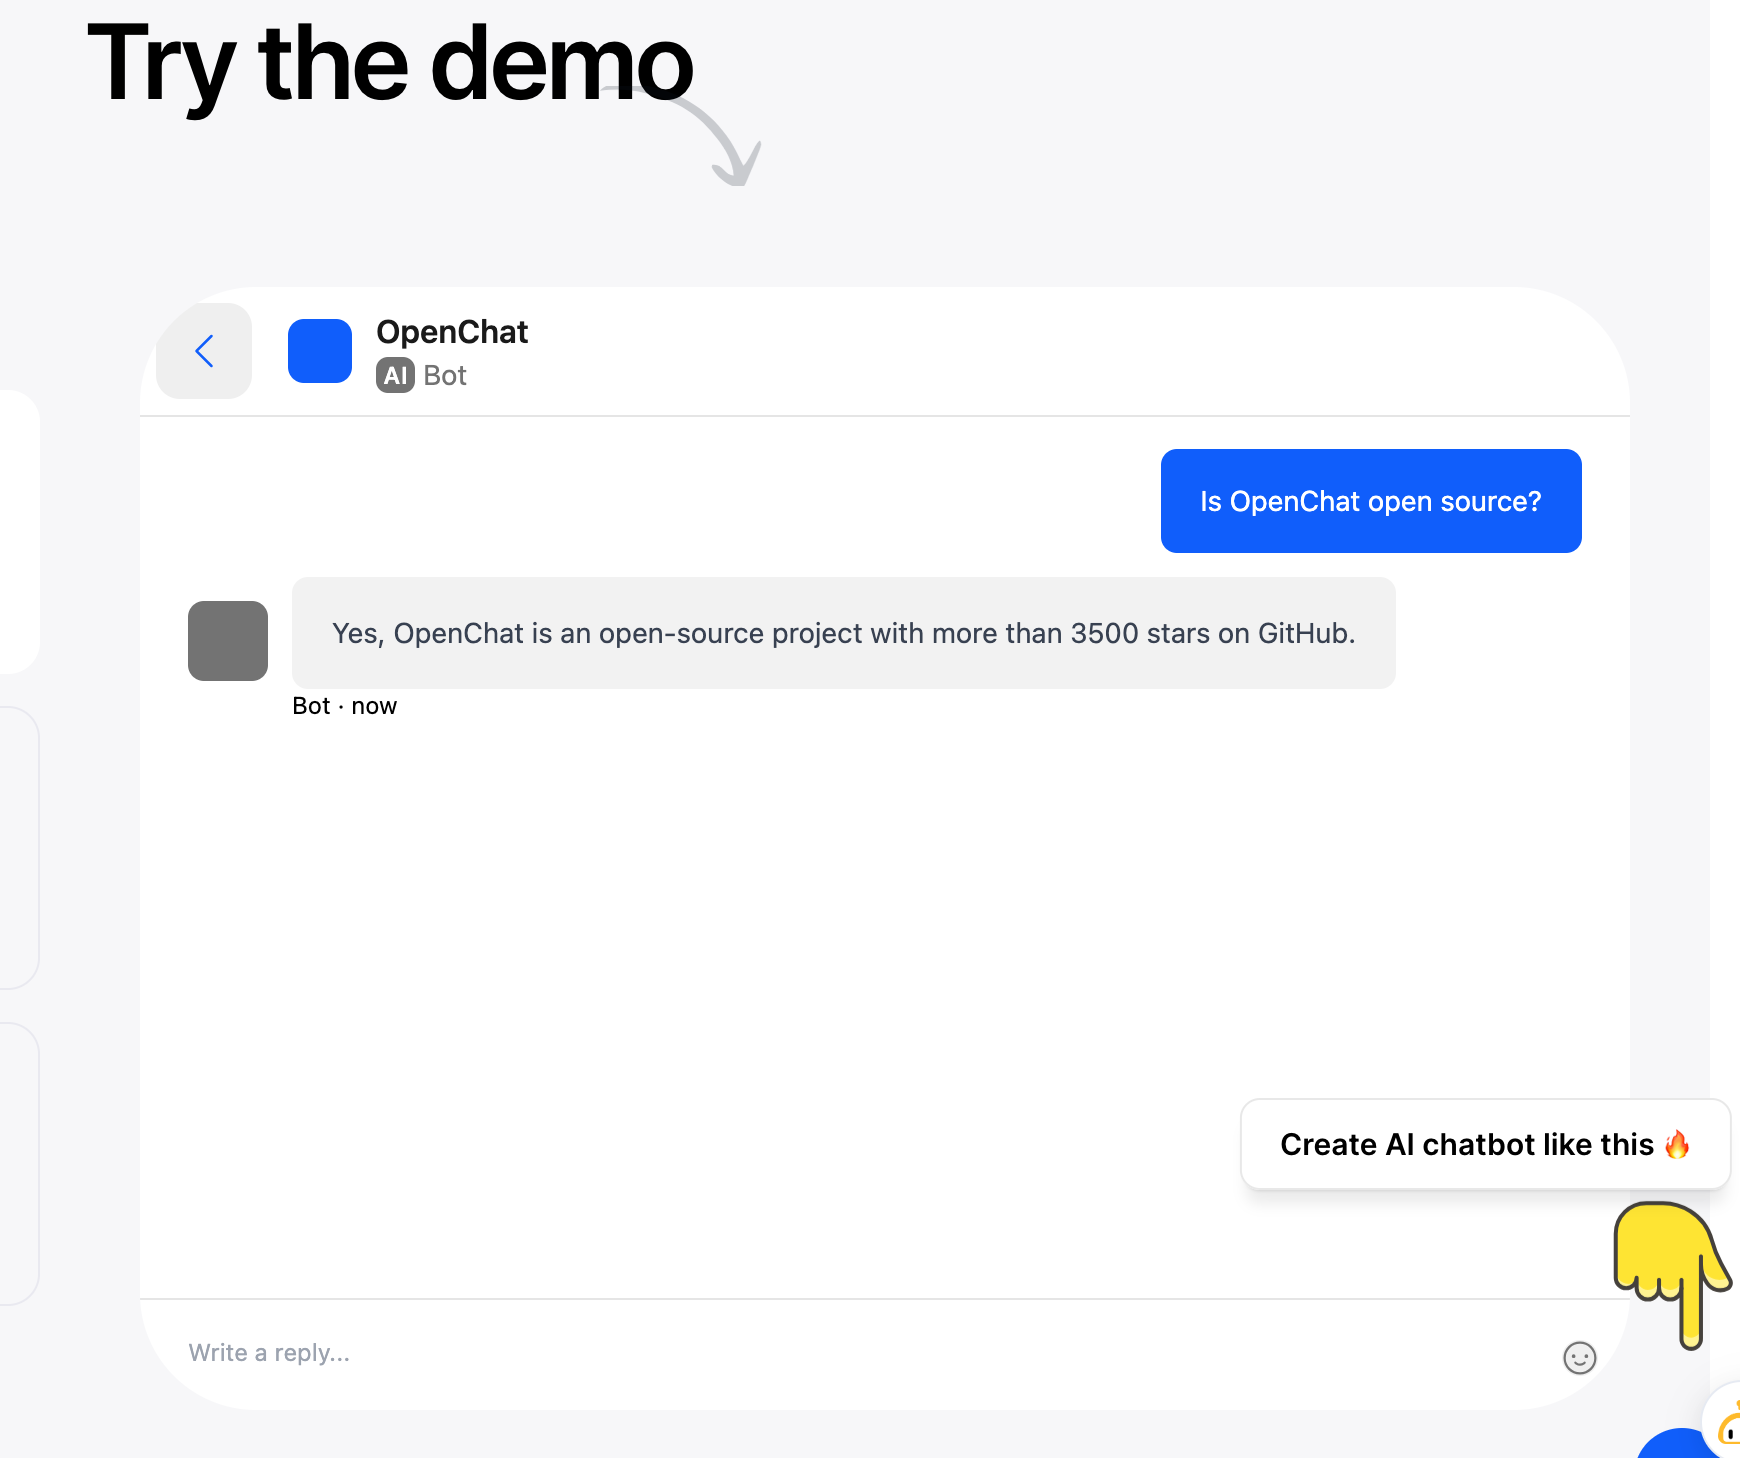 Try the demo
OpenChat
AI Bot
Is OpenChat open source?
Yes, OpenChat is an open-source project with more than 3500 stars on GitHub.
Bot · now
Create AI chatbot like this 🔥
Write a reply...